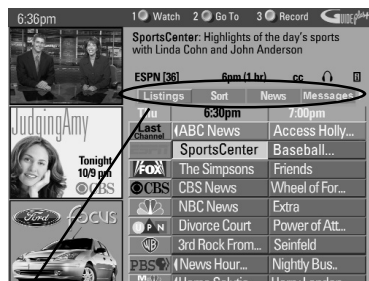 6:36pm
1 Watch 2 Go To 3 Record GUIDE plus+
SportsCenter: Highlights of the day's sports
with Linda Cohn and John Anderson
ESPN [36] 6pm (1 hr) cc
Listings Sort News Messages
Thu 6:30pm 7:00pm
Last Channel ABC News Access Holly...
SportsCenter Baseball...
FOX The Simpsons Friends
CBS CBS News Wheel of For...
NBC News Extra
UPN Divorce Court Power of Att...
WB 3rd Rock From... Seinfeld
PBS News Hour... Nightly Bus..
JudgingAmy
Tonight
10/9 pm
CBS
Ford FOCUS